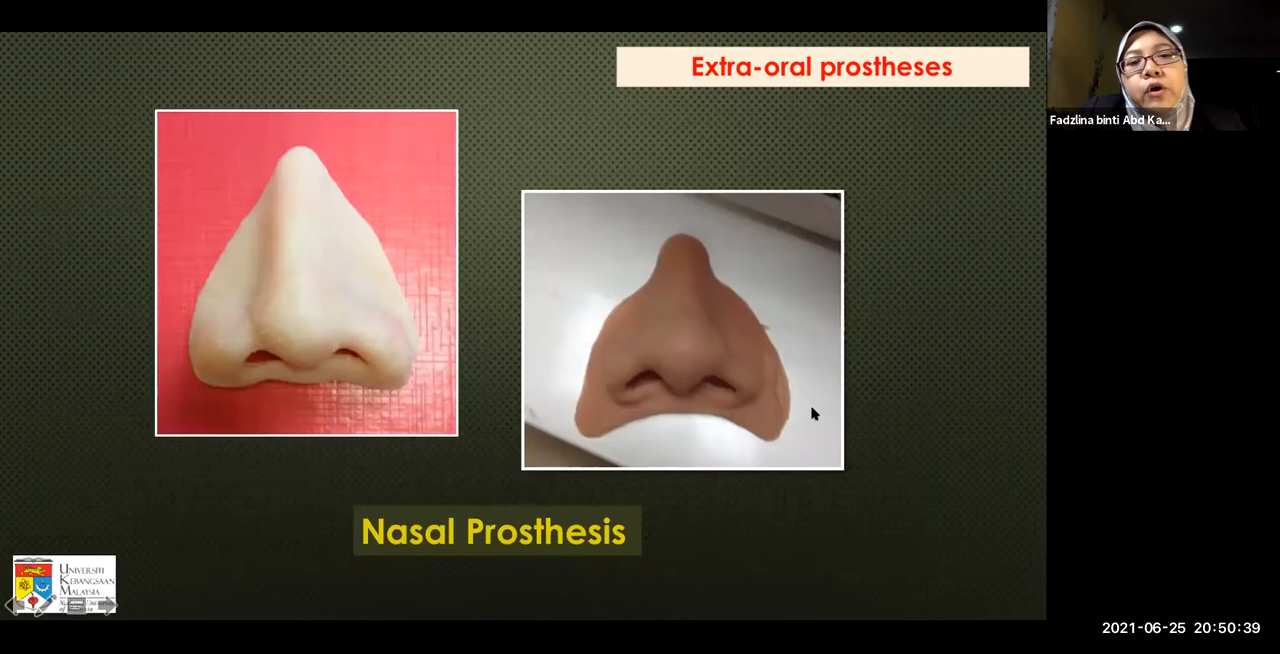 Extra-oral prostheses
Fadzlina binti Abd Ka...
Nasal Prosthesis
UNIVERSITI
KEBANGSAAN
MALAYSIA
2021-06-25 20:50:39